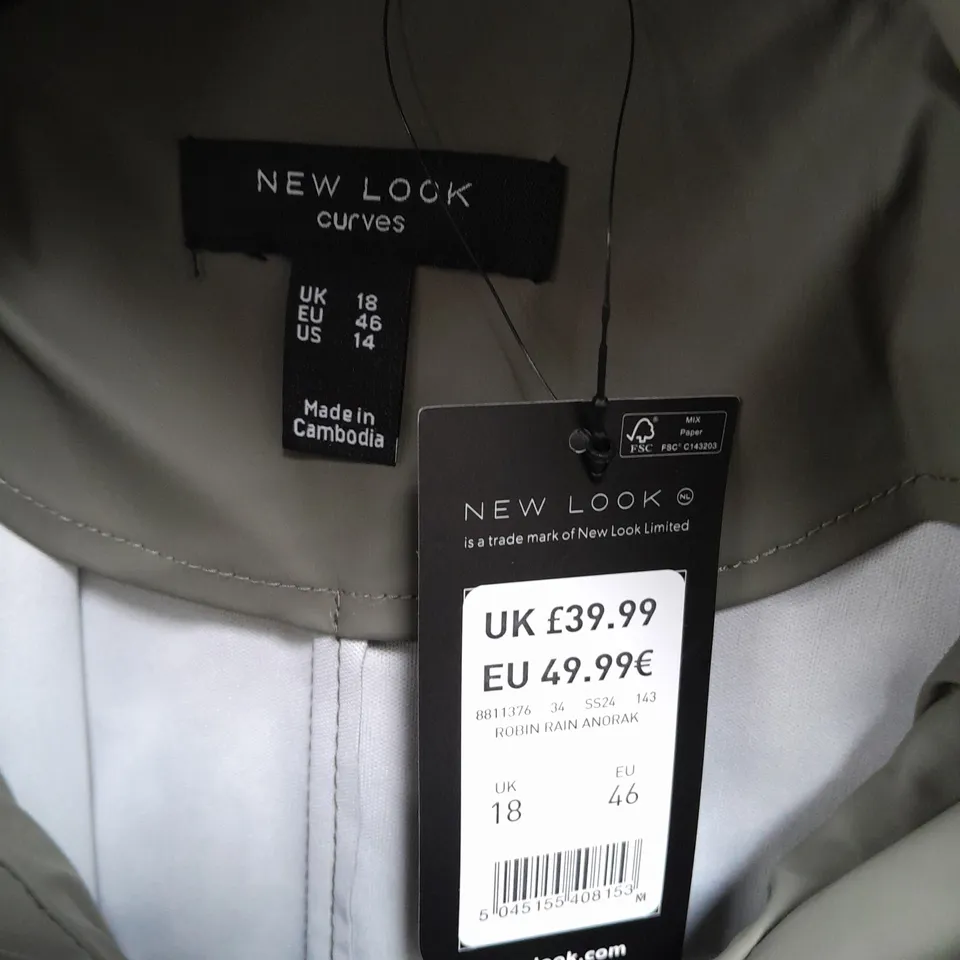 NEW LOOK
curves
UK 18
EU 46
US 14
Made in
Cambodia
MIX
Paper
FSC® C143203
FSC
NEW LOOK NL
is a trade mark of New Look Limited
UK £39.99
EU 49.99€
8811376 34 SS24 143
ROBIN RAIN ANORAK
UK EU
18 46
5 045155 408153
ook.com